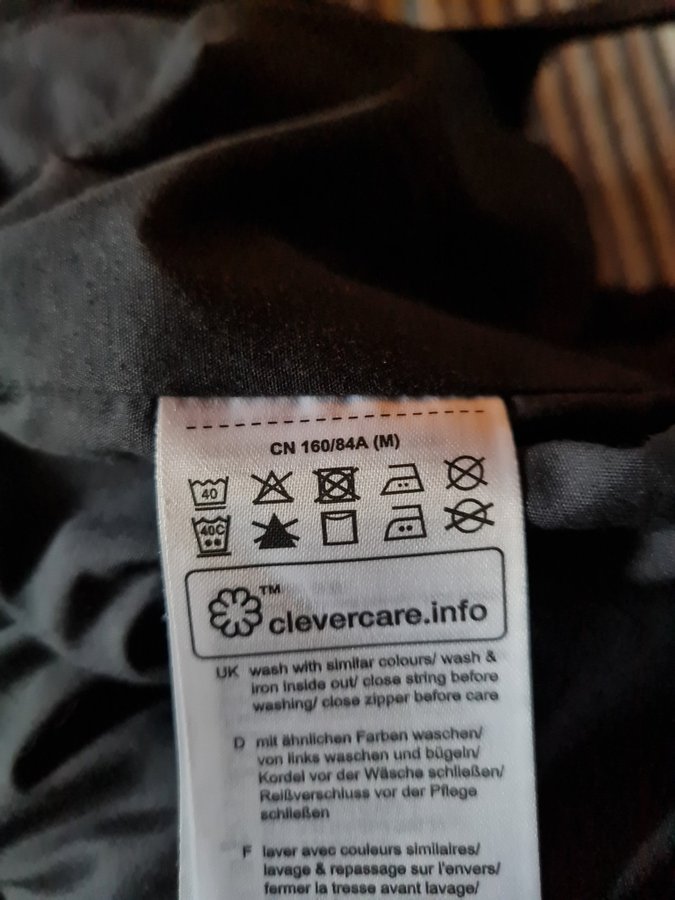 CN 160/84A (M)
40
40C
TM
clevercare.info
UK wash with similar colours/ wash &
iron inside out/ close string before
washing/ close zipper before care
D mit ähnlichen Farben waschen/
von links waschen und bügeln/
Kordel vor der Wäsche schließen/
Reißverschluss vor der Pflege
schließen
F laver avec couleurs similaires/
lavage & repassage sur l'envers/
fermer la tresse avant lavage/